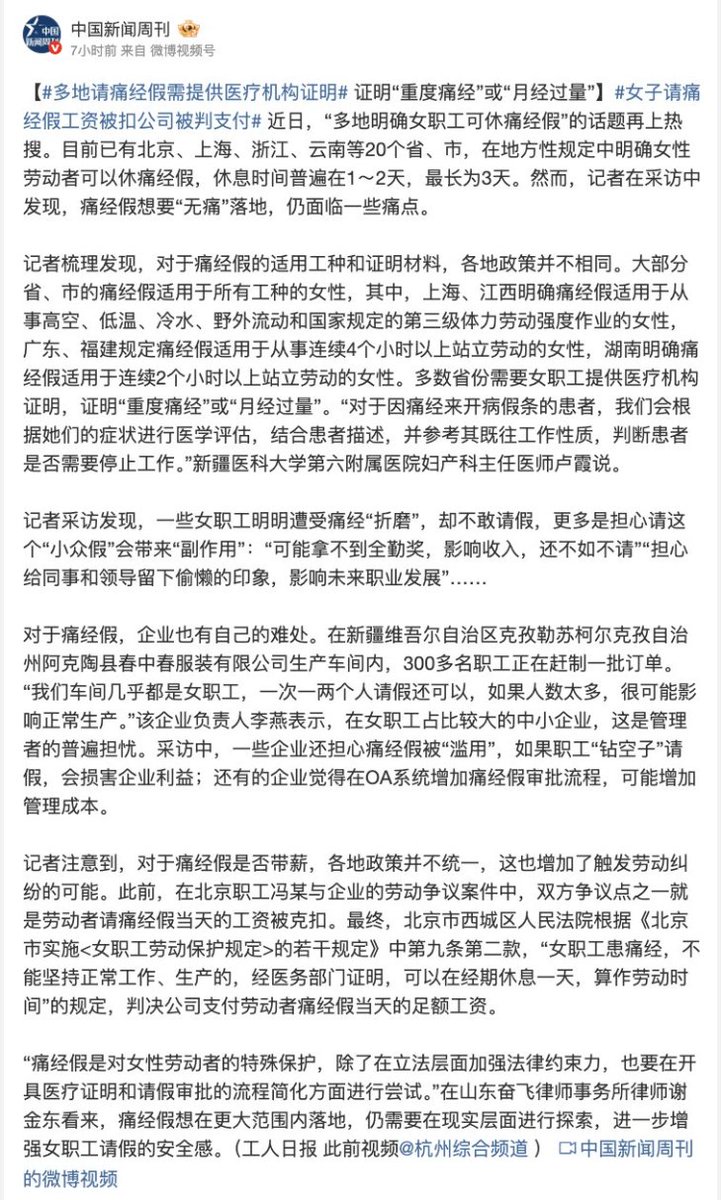 中国
新闻周刊
中国新闻周刊
7小时前 来自 微博视频号
【#多地请痛经假需提供医疗机构证明# 证明“重度痛经”或“月经过量”】#女子请痛
经假工资被扣公司被判支付# 近日，“多地明确女职工可休痛经假”的话题再上热
搜。目前已有北京、上海、浙江、云南等20个省、市，在地方性规定中明确女性
劳动者可以休痛经假，休息时间普遍在1～2天，最长为3天。然而，记者在采访中
发现，痛经假想要“无痛”落地，仍面临一些痛点。
记者梳理发现，对于痛经假的适用工种和证明材料，各地政策并不相同。大部分
省、市的痛经假适用于所有工种的女性，其中，上海、江西明确痛经假适用于从
事高空、低温、冷水、野外流动和国家规定的第三级体力劳动强度作业的女性，
广东、福建规定痛经假适用于从事连续4个小时以上站立劳动的女性，湖南明确痛
经假适用于连续2个小时以上站立劳动的女性。多数省份需要女职工提供医疗机构
证明，证明“重度痛经”或“月经过量”。“对于因痛经来开病假条的患者，我们会根
据她们的症状进行医学评估，结合患者描述，并参考其既往工作性质，判断患者
是否需要停止工作。”新疆医科大学第六附属医院妇产科主任医师卢霞说。
记者采访发现，一些女职工明明遭受痛经“折磨”，却不敢请假，更多是担心请这
个“小众假”会带来“副作用”：“可能拿不到全勤奖，影响收入，还不如不请”“担心
给同事和领导留下偷懒的印象，影响未来职业发展”……
对于痛经假，企业也有自己的难处。在新疆维吾尔自治区克孜勒苏柯尔克孜自治
州阿克陶县春中春服装有限公司生产车间内，300多名职工正在赶制一批订单。
“我们车间几乎都是女职工，一次一两个人请假还可以，如果人数太多，很可能影
响正常生产。”该企业负责人李燕表示，在女职工占比较大的中小企业，这是管理
者的普遍担忧。采访中，一些企业还担心痛经假被“滥用”，如果职工“钻空子”请
假，会损害企业利益；还有的企业觉得在OA系统增加痛经假审批流程，可能增加
管理成本。
记者注意到，对于痛经假是否带薪，各地政策并不统一，这也增加了触发劳动纠
纷的可能。此前，在北京职工冯某与企业的劳动争议案件中，双方争议点之一就
是劳动者请痛经假当天的工资被克扣。最终，北京市西城区人民法院根据《北京
市实施<女职工劳动保护规定>的若干规定》中第九条第二款，“女职工患痛经，不
能坚持正常工作、生产的，经医务部门证明，可以在经期休息一天，算作劳动时
间”的规定，判决公司支付劳动者痛经假当天的足额工资。
“痛经假是对女性劳动者的特殊保护，除了在立法层面加强法律约束力，也要在开
具医疗证明和请假审批的流程简化方面进行尝试。”在山东奋飞律师事务所律师谢
金东看来，痛经假想在更大范围内落地，仍需要在现实层面进行探索，进一步增
强女职工请假的安全感。（工人日报 此前视频@杭州综合频道 ） 中国新闻周刊
的微博视频